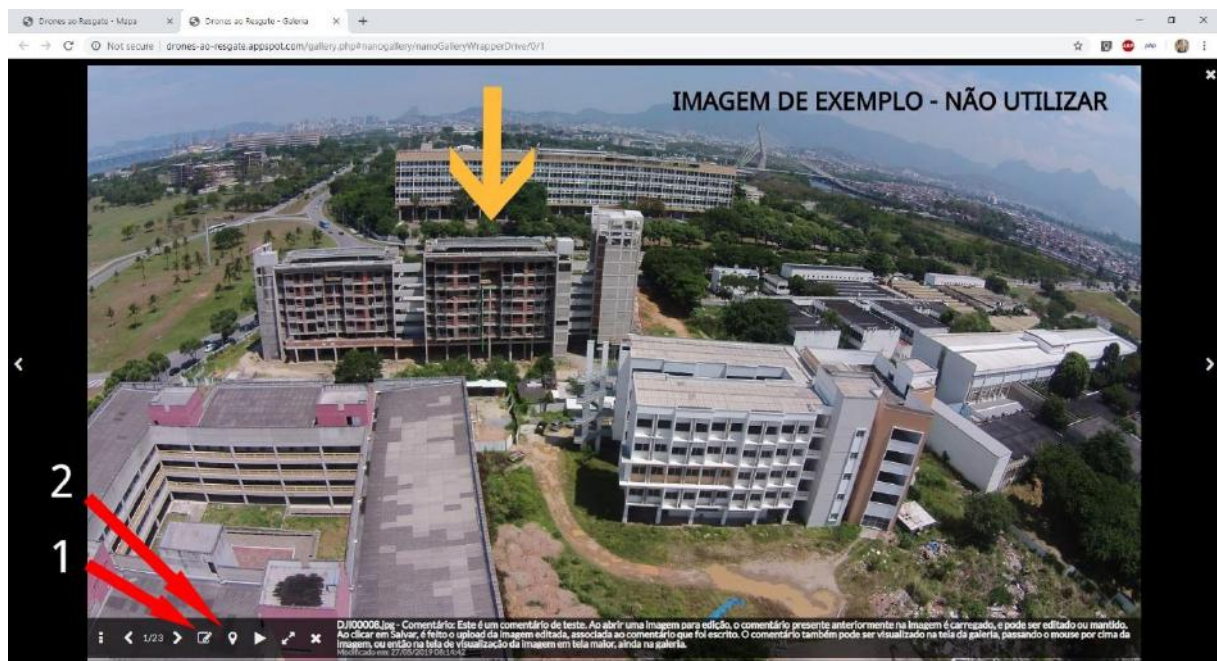 Drones ao Resgate - Mapa
Drones ao Resgate - Galeria
Not secure | drones-ao-resgate.appspot.com/gallery.php#nanogallery/nanoGalleryWrapperDrive/0/1
ABP
php
IMAGEM DE EXEMPLO - NÃO UTILIZAR
2
1
1/23
DJI00008.jpg - Comentário: Este é um comentário de teste. Ao abrir uma imagem para edição, o comentário presente anteriormente na imagem é carregado, e pode ser editado ou mantido.
Ao clicar em Salvar, é feito o upload da imagem editada, associada ao comentário que foi escrito. O comentário também pode ser visualizado na tela da galeria, passando o mouse por cima da
imagem, ou então na tela de visualização da imagem em tela maior, ainda na galeria.
Modificado em: 27/05/2019 08:14:42